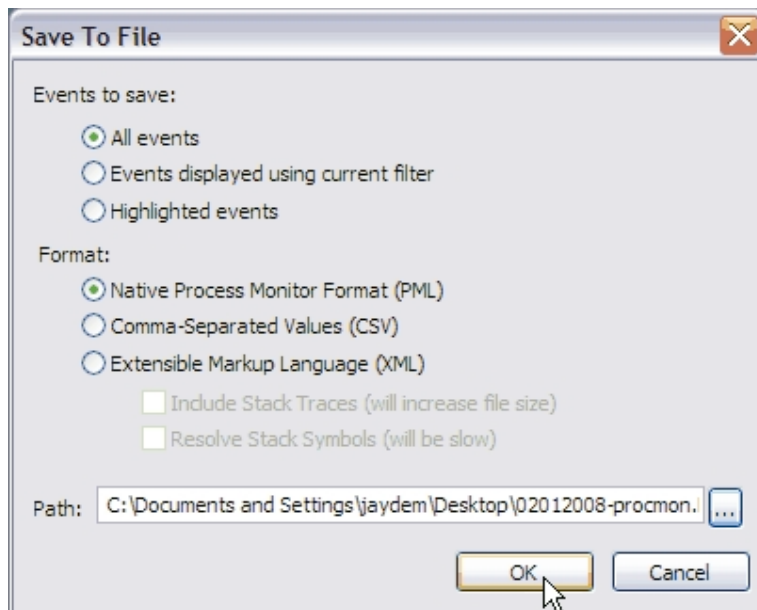 Save To File
Events to save:
All events
Events displayed using current filter
Highlighted events
Format:
Native Process Monitor Format (PML)
Comma-Separated Values (CSV)
Extensible Markup Language (XML)
Include Stack Traces (will increase file size)
Resolve Stack Symbols (will be slow)
Path: C:\Documents and Settings\jaydem\Desktop\02012008-procmon. ...
OK Cancel